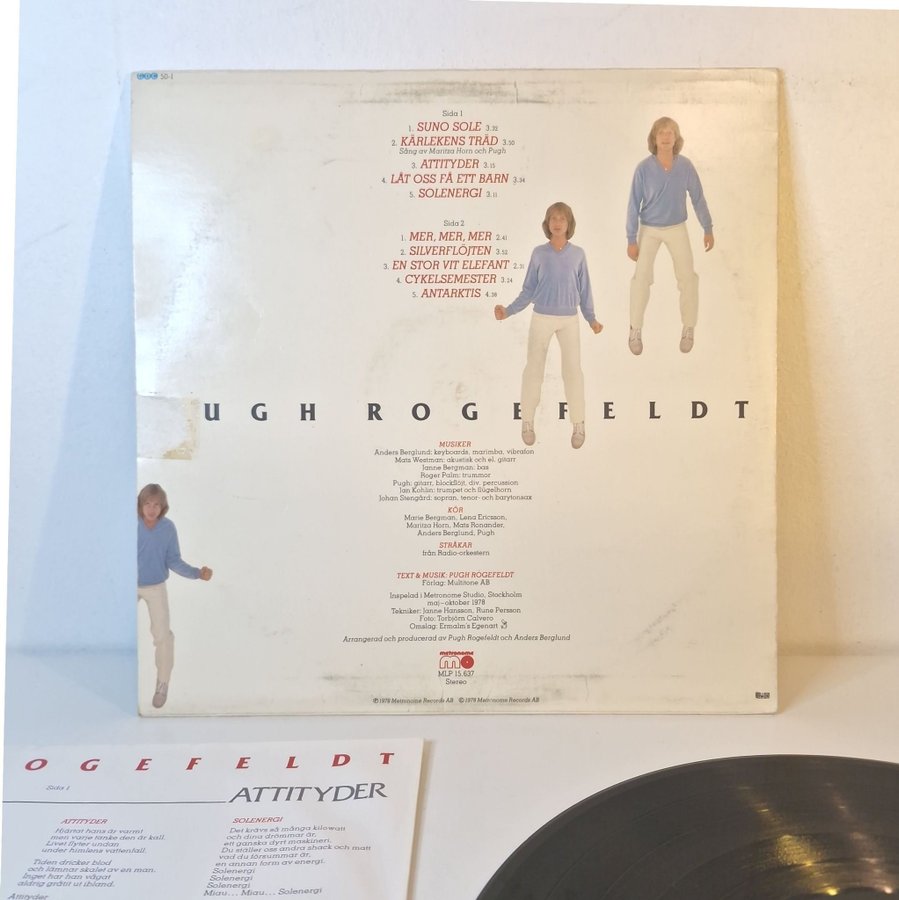 GDC 50-1
Sida 1
1. SUNO SOLE 3.32
2. KÄRLEKENS TRÄD 3.50
Sång av Maritza Horn och Pugh
3. ATTITYDER 3.15
4. LÅT OSS FÅ ETT BARN 3.34
5. SOLENERGI 3.11
Sida 2
1. MER, MER, MER 2.41
2. SILVERFLÖJTEN 3.52
3. EN STOR VIT ELEFANT 2.31
4. CYKELSEMESTER 3.24
5. ANTARKTIS 4.38
UGH ROGEFELDT
MUSIKER
Anders Berglund: keyboards, marimba, vibrafon
Mats Westman: akustisk och el. gitarr
Janne Bergman: bas
Roger Palm: trummor
Pugh: gitarr, blockflöjt, div. percussion
Jan Kohlin: trumpet och flügelhorn
Johan Stengård: sopran, tenor- och barytonsax
KÖR
Marie Bergman, Lena Ericsson,
Maritza Horn, Mats Ronander,
Anders Berglund, Pugh
STRÅKAR
från Radio-orkestern
TEXT & MUSIK: PUGH ROGEFELDT
Förlag: Multitone AB
Inspelad i Metronome Studio, Stockholm
maj–oktober 1978
Tekniker: Janne Hansson, Rune Persson
Foto: Torbjörn Calvero
Omslag: Ermalm's Egenart
Arrangerad och producerad av Pugh Rogefeldt och Anders Berglund
metronome
MLP 15.637
Stereo
℗ 1978 Metronome Records AB © 1978 Metronome Records AB
OGEFELDT
Sida 1
ATTITYDER
ATTITYDER
Hjärtat hans är varmt
men varje tanke den är kall.
Livet flyter undan
under himlens vattenfall.
Tiden dricker blod
och lämnar skalet av en man.
Inget har han vågat
aldrig gråtit ut ibland.
Attityder
SOLENERGI
Det krävs så många kilowatt
och dina drömmar är,
ett ganska dyrt maskineri.
Du ställer oss andra shack och matt
vad du försummar är,
en annan form av energi.
Solenergi
Solenergi
Solenergi
Miau... Miau... Solenergi